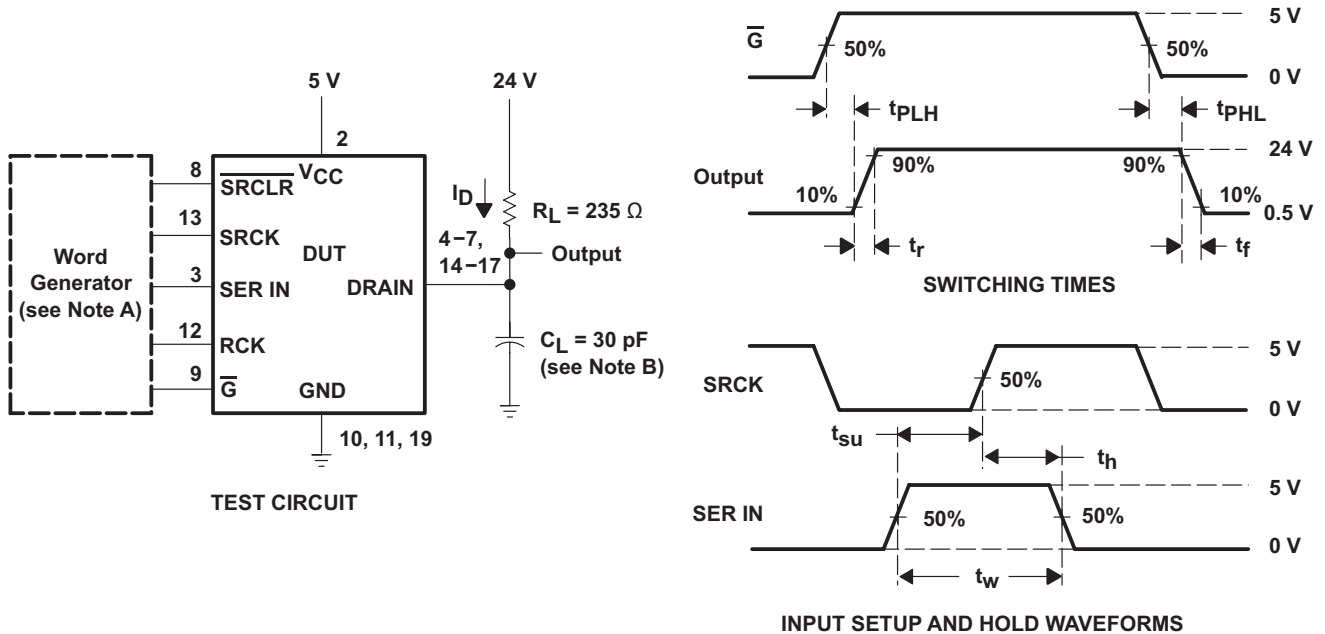 5 V
24 V
2
VCC
Word
Generator
(see Note A)
8
SRCLR
13
SRCK
3
SER IN
12
RCK
9
G
DUT
DRAIN
GND
10, 11, 19
ID
RL = 235 Ω
4−7,
14−17
Output
CL = 30 pF
(see Note B)
TEST CIRCUIT
G
50%
50%
5 V
0 V
tPLH
tPHL
Output
10%
90%
90%
10%
24 V
0.5 V
tr
tf
SWITCHING TIMES
SRCK
50%
5 V
0 V
tsu
th
SER IN
50%
50%
5 V
0 V
tw
INPUT SETUP AND HOLD WAVEFORMS